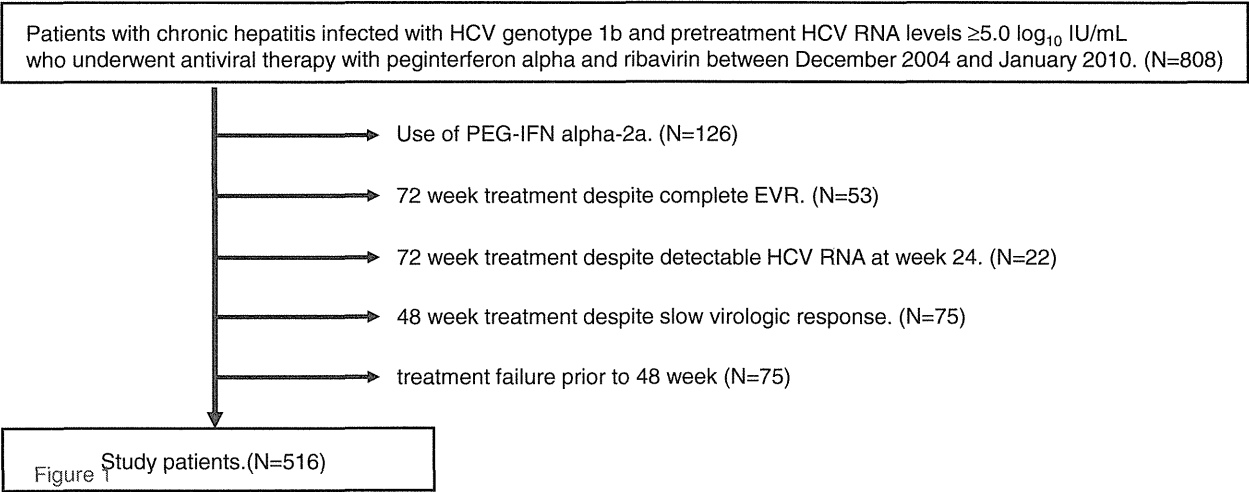 Patients with chronic hepatitis infected with HCV genotype 1b and pretreatment HCV RNA levels ≥5.0 log₁₀ IU/mL
who underwent antiviral therapy with peginterferon alpha and ribavirin between December 2004 and January 2010. (N=808)
Use of PEG-IFN alpha-2a. (N=126)
72 week treatment despite complete EVR. (N=53)
72 week treatment despite detectable HCV RNA at week 24. (N=22)
48 week treatment despite slow virologic response. (N=75)
treatment failure prior to 48 week (N=75)
Study patients.(N=516)
Figure 1